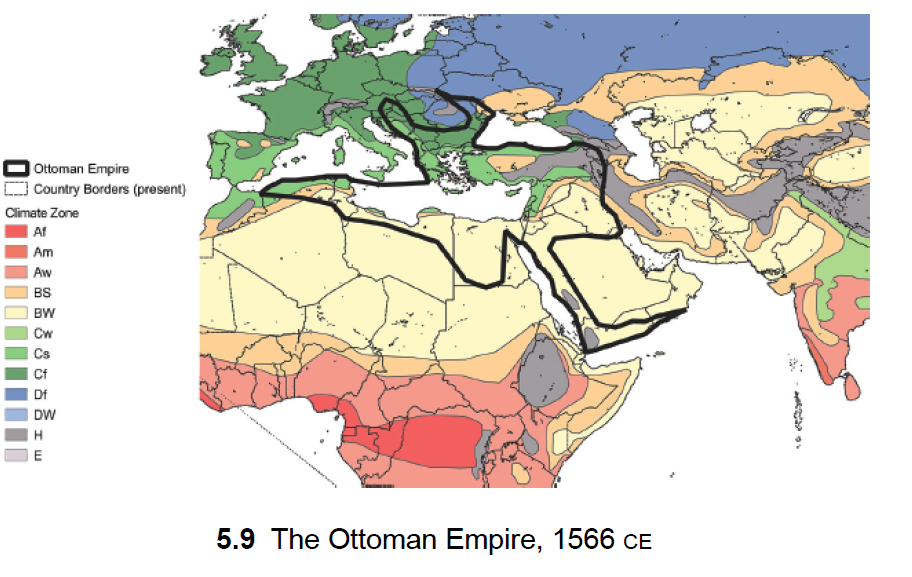 Ottoman Empire
Country Borders (present)
Climate Zone
Af
Am
Aw
BS
BW
Cw
Cs
Cf
Df
DW
H
E
5.9 The Ottoman Empire, 1566 CE